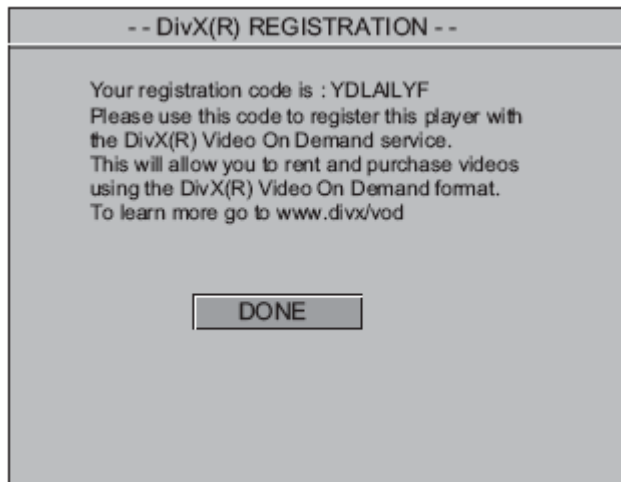 - - DivX(R) REGISTRATION - -
Your registration code is : YDLAILYF
Please use this code to register this player with
the DivX(R) Video On Demand service.
This will allow you to rent and purchase videos
using the DivX(R) Video On Demand format.
To learn more go to www.divx/vod
DONE